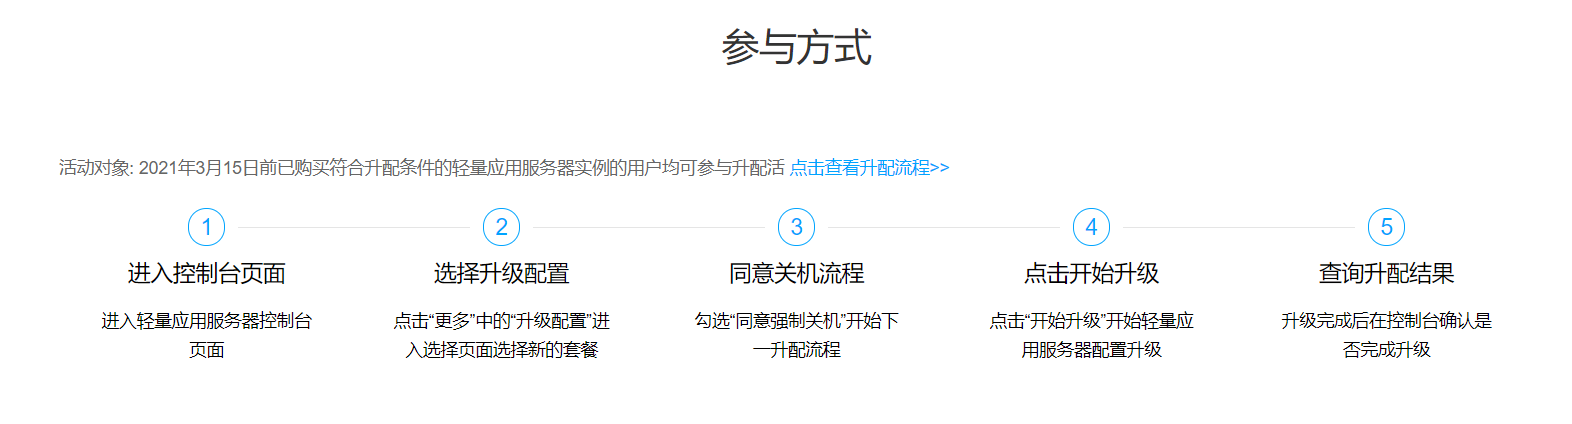 参与方式
活动对象: 2021年3月15日前已购买符合升配条件的轻量应用服务器实例的用户均可参与升配活 点击查看升配流程>>
1
2
3
4
5
进入控制台页面
选择升级配置
同意关机流程
点击开始升级
查询升配结果
进入轻量应用服务器控制台
页面
点击“更多”中的“升级配置”进
入选择页面选择新的套餐
勾选“同意强制关机”开始下
一升配流程
点击“开始升级”开始轻量应
用服务器配置升级
升级完成后在控制台确认是
否完成升级